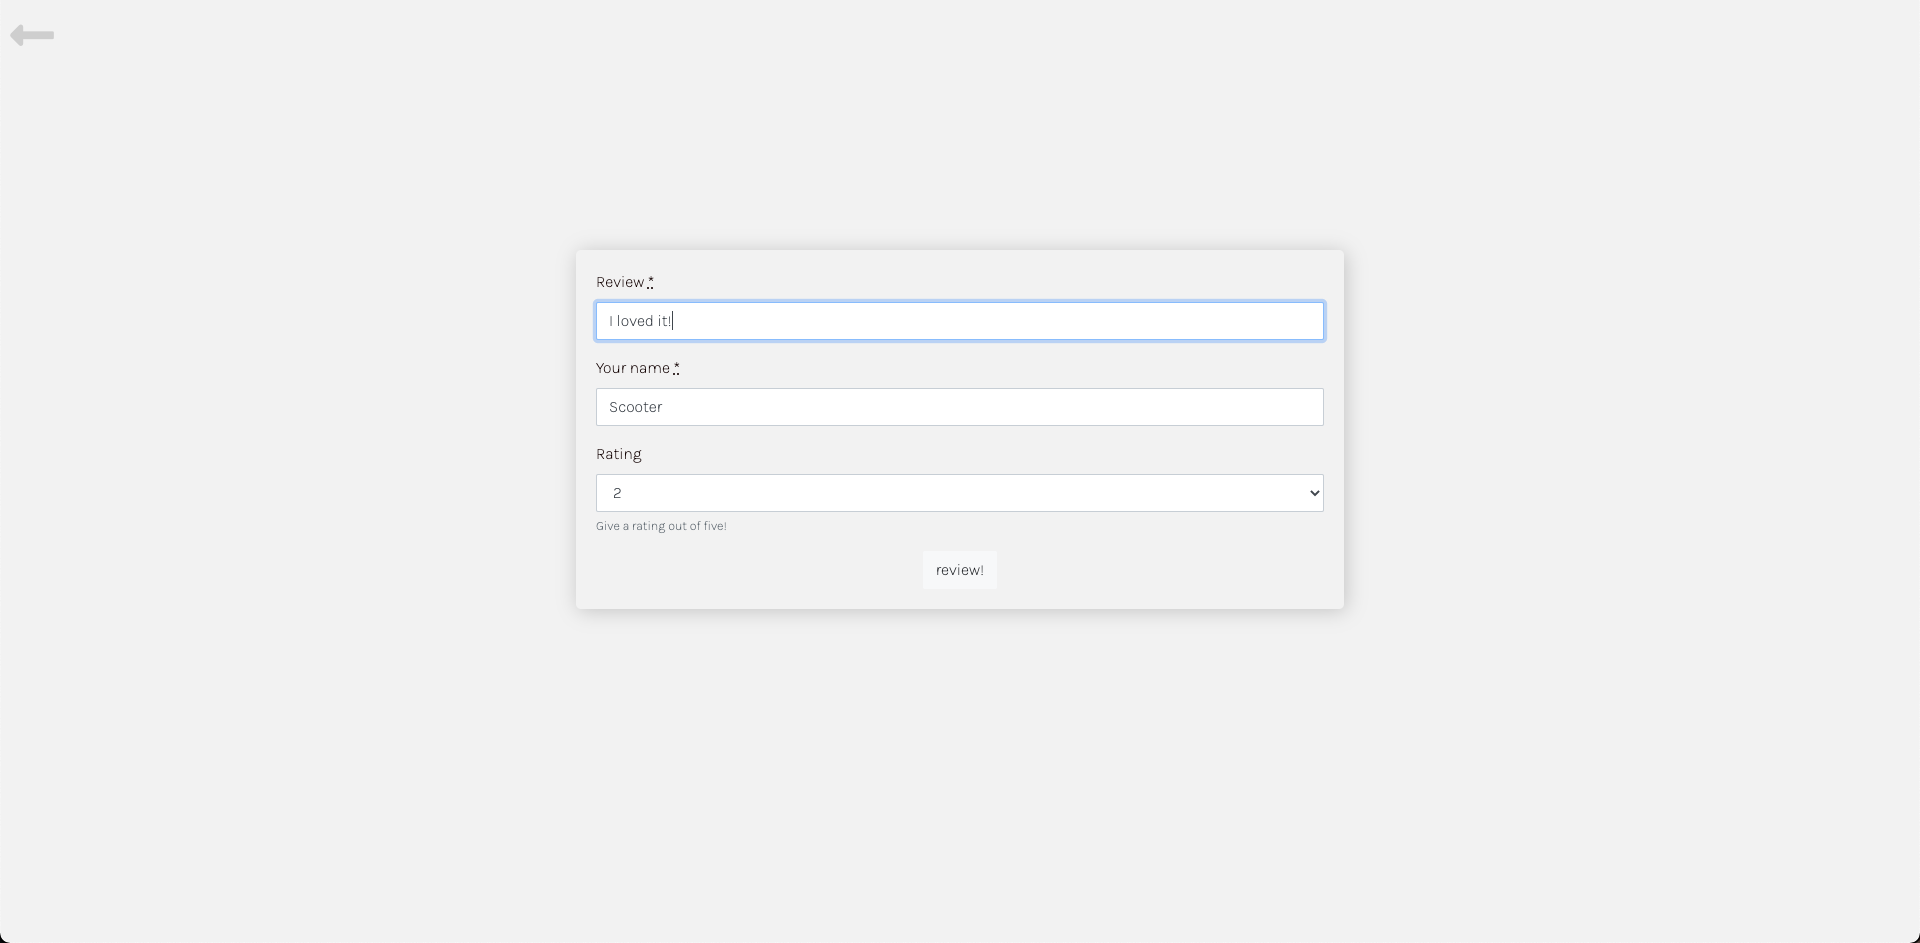 Review *
I loved it!
Your name *
Scooter
Rating
2
Give a rating out of five!
review!